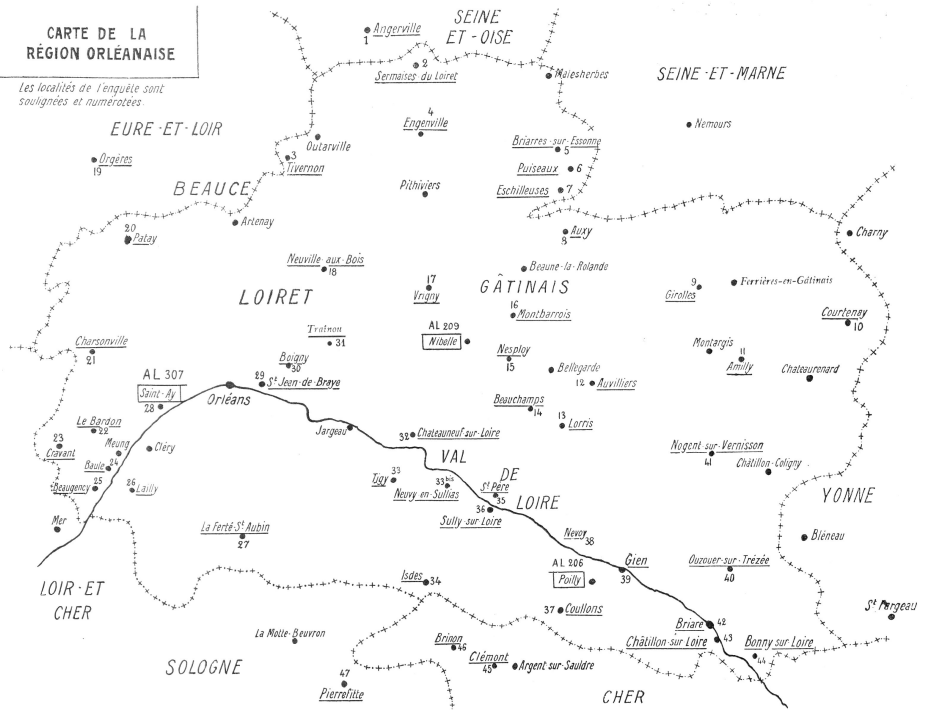 CARTE DE LA
RÉGION ORLÉANAISE
Les localités de l'enquête sont
soulignées et numérotées
SEINE
ET-OISE
Angerville
1
2
Sermaises du Loiret
Malesherbes
SEINE-ET-MARNE
4
Engenville
Nemours
EURE-ET-LOIR
Outarville
Briarres-sur-Essonne
5
Orgères
19
3
Tivernon
Puiseaux 6
BEAUCE
Pithiviers
Eschilleuses 7
Artenay
20
Patay
Auxy
8
Charny
Neuville-aux-Bois
18
Beaune-la-Rolande
17
Vrigny
GÂTINAIS
9
Girolles
Ferrières-en-Gâtinais
LOIRET
16
Montbarrois
Courtenay
10
Trainou
31
AL 209
Nibelle
Charsonville
21
Nesploy
15
Montargis
11
Amilly
Boigny
30
Bellegarde
Chateaurenard
AL 307
Saint-Ay
28
29
St Jean-de-Braye
12 Auvilliers
Orléans
Beauchamps
14
13
Lorris
Le Bardon
22
Jargeau
32 Chateauneuf-sur-Loire
23
Cravant
Meung
24
Cléry
VAL
DE
LOIRE
Nogent-sur-Vernisson
41
Baule
Châtillon-Coligny
Beaugency
25
26
Lailly
33
Tigy
33 bis
Neuvy en-Sullias
St Père
35
YONNE
36
Sully-sur-Loire
Mer
La Ferté-St Aubin
27
Nevoy
38
Bléneau
AL 206
Poilly
Gien
39
Ouzouer-sur-Trézée
40
LOIR-ET
CHER
Isdes
34
37 Coullons
St Fargeau
La Motte-Beuvron
Briare
42
Châtillon-sur-Loire
43
Bonny sur Loire
44
Brinon
46
SOLOGNE
Clémont
45
Argent sur Sauldre
47
Pierrefitte
CHER